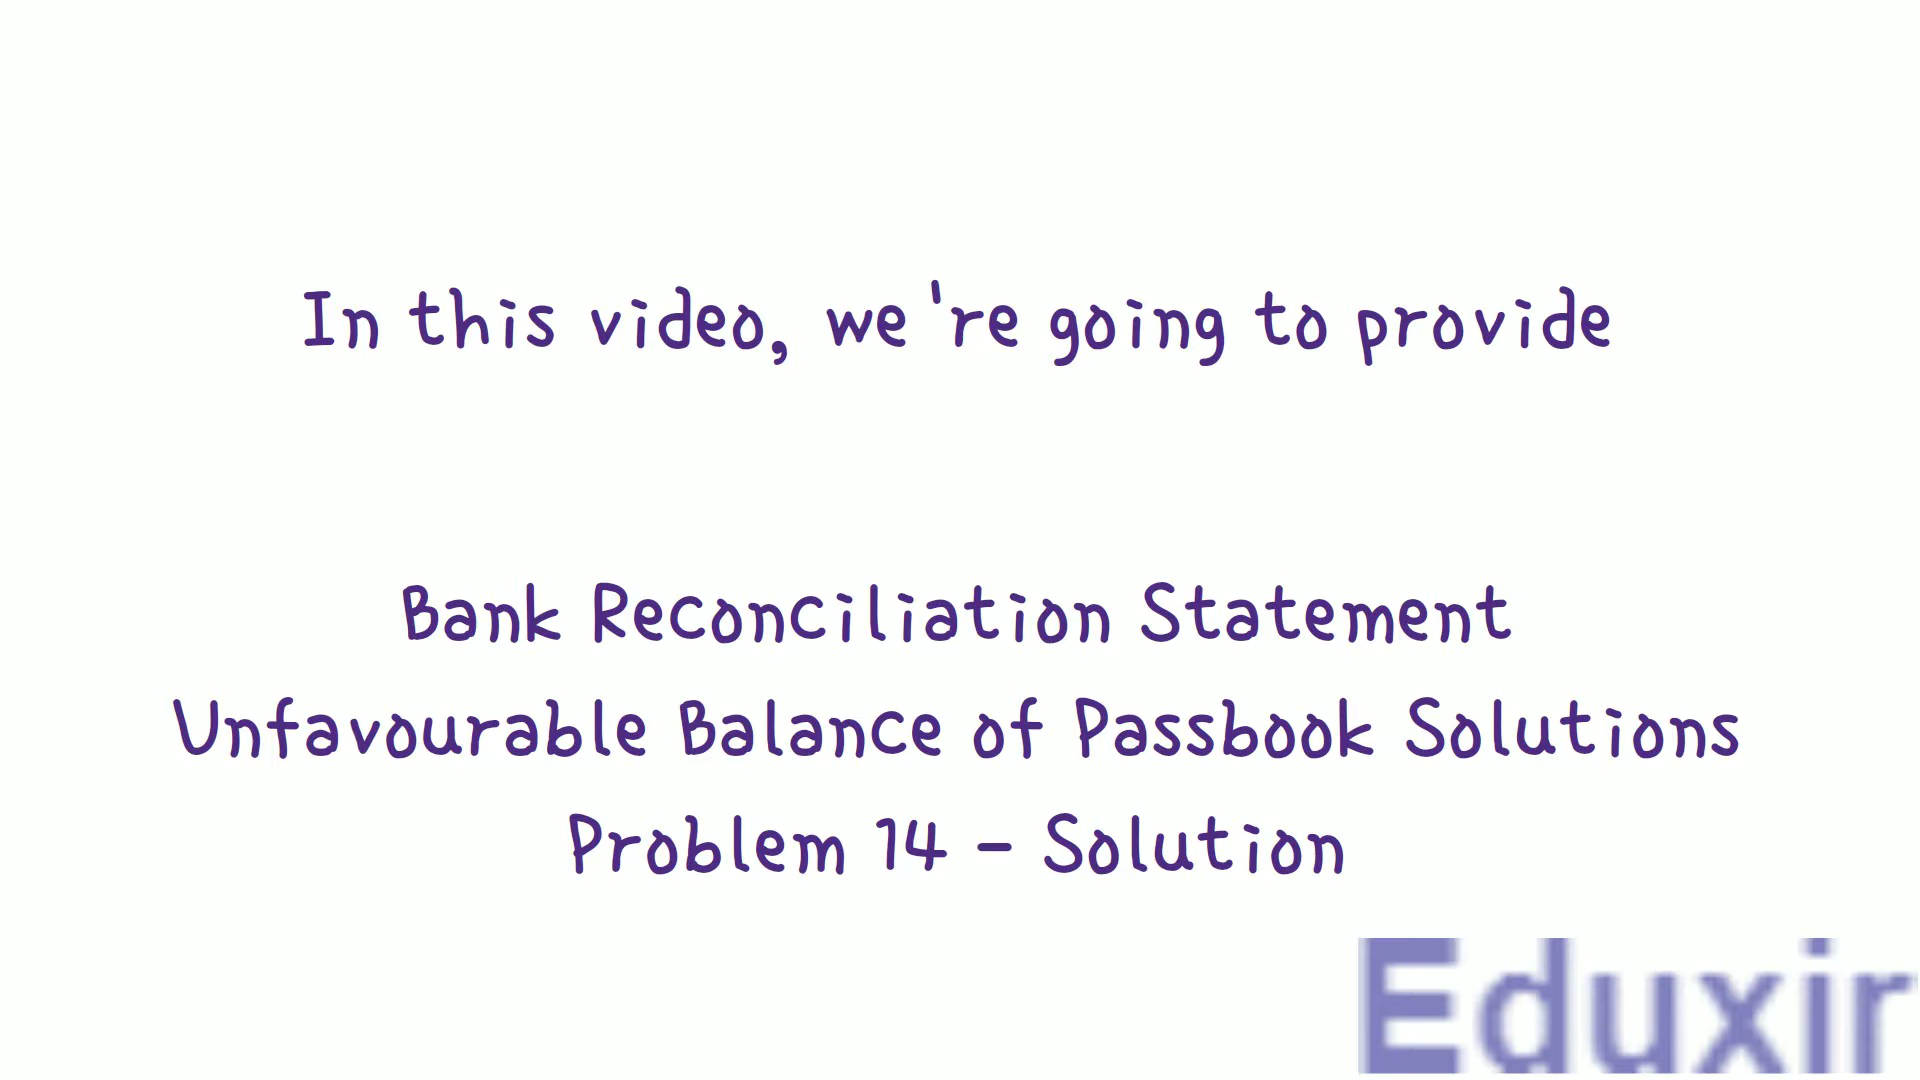 In this video, we're going to provide
Bank Reconciliation Statement
Unfavourable Balance of Passbook Solutions
Problem 14 - Solution
Eduxir